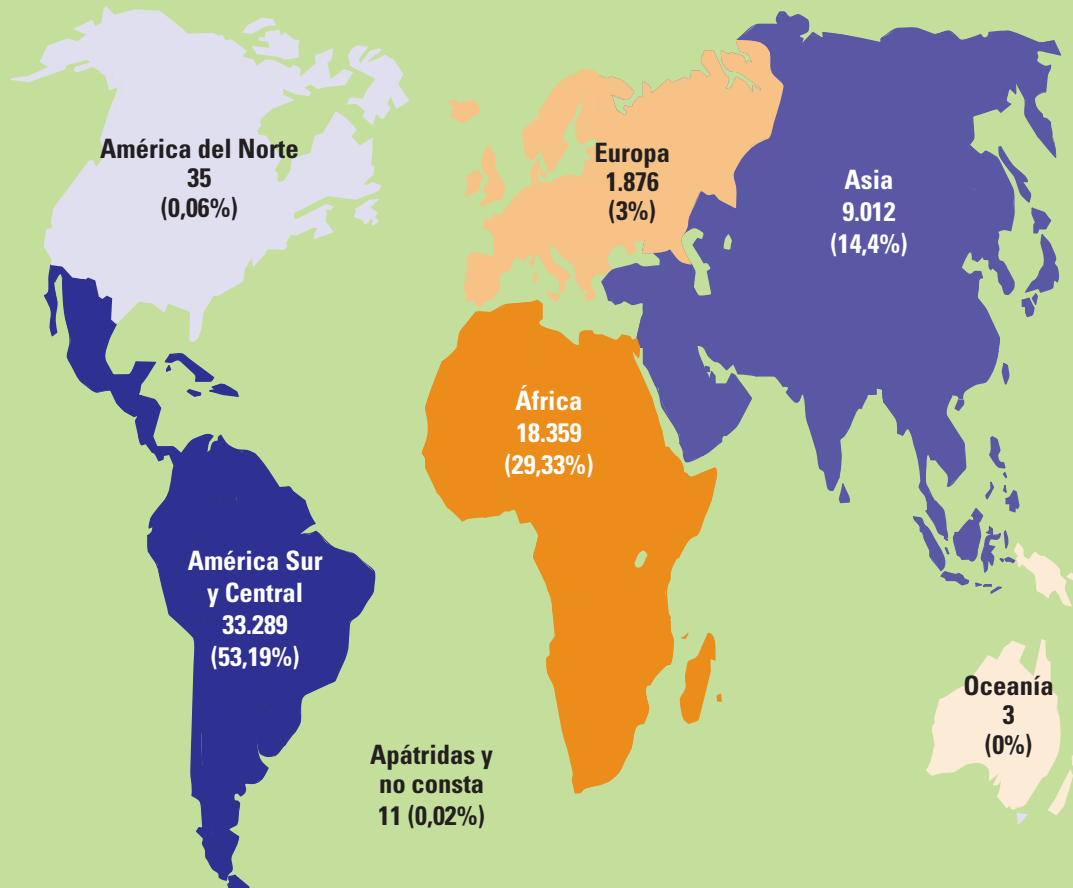 América del Norte
35
(0,06%)
Europa
1.876
(3%)
Asia
9.012
(14,4%)
África
18.359
(29,33%)
América Sur
y Central
33.289
(53,19%)
Oceanía
3
(0%)
Apátridas y
no consta
11 (0,02%)